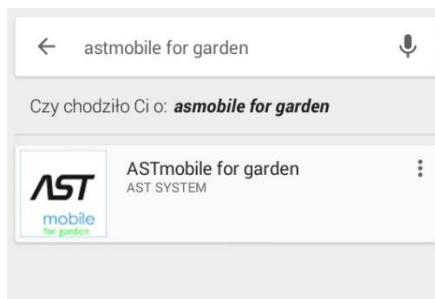 astmobile for garden
Czy chodziło Ci o: asmobile for garden
AST
mobile
for garden
ASTmobile for garden
AST SYSTEM